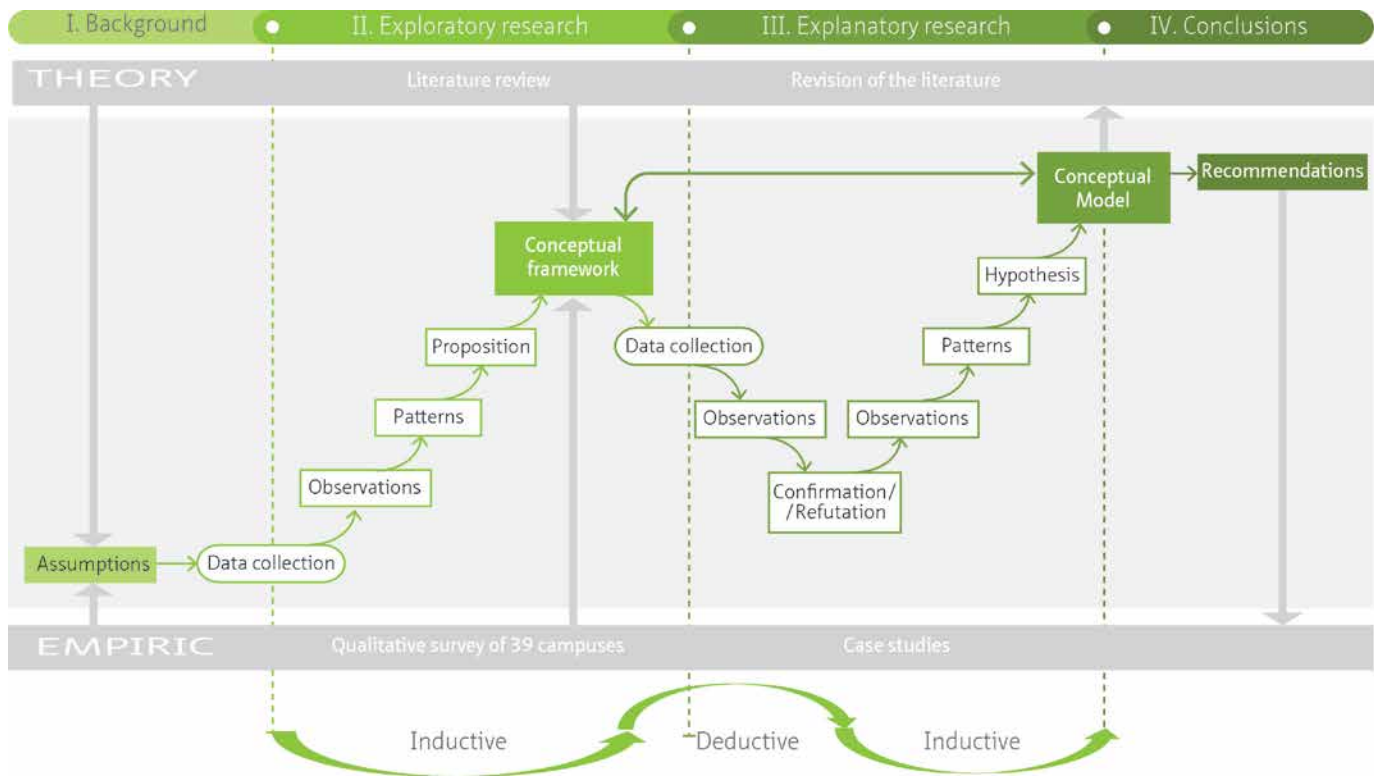 I. Background
II. Exploratory research
III. Explanatory research
IV. Conclusions
THEORY
Literature review
Revision of the literature
Conceptual
Model
Recommendations
Conceptual
framework
Hypothesis
Proposition
Data collection
Patterns
Patterns
Observations
Observations
Observations
Confirmation/
/Refutation
Assumptions
Data collection
EMPIRIC
Qualitative survey of 39 campuses
Case studies
Inductive
Deductive
Inductive